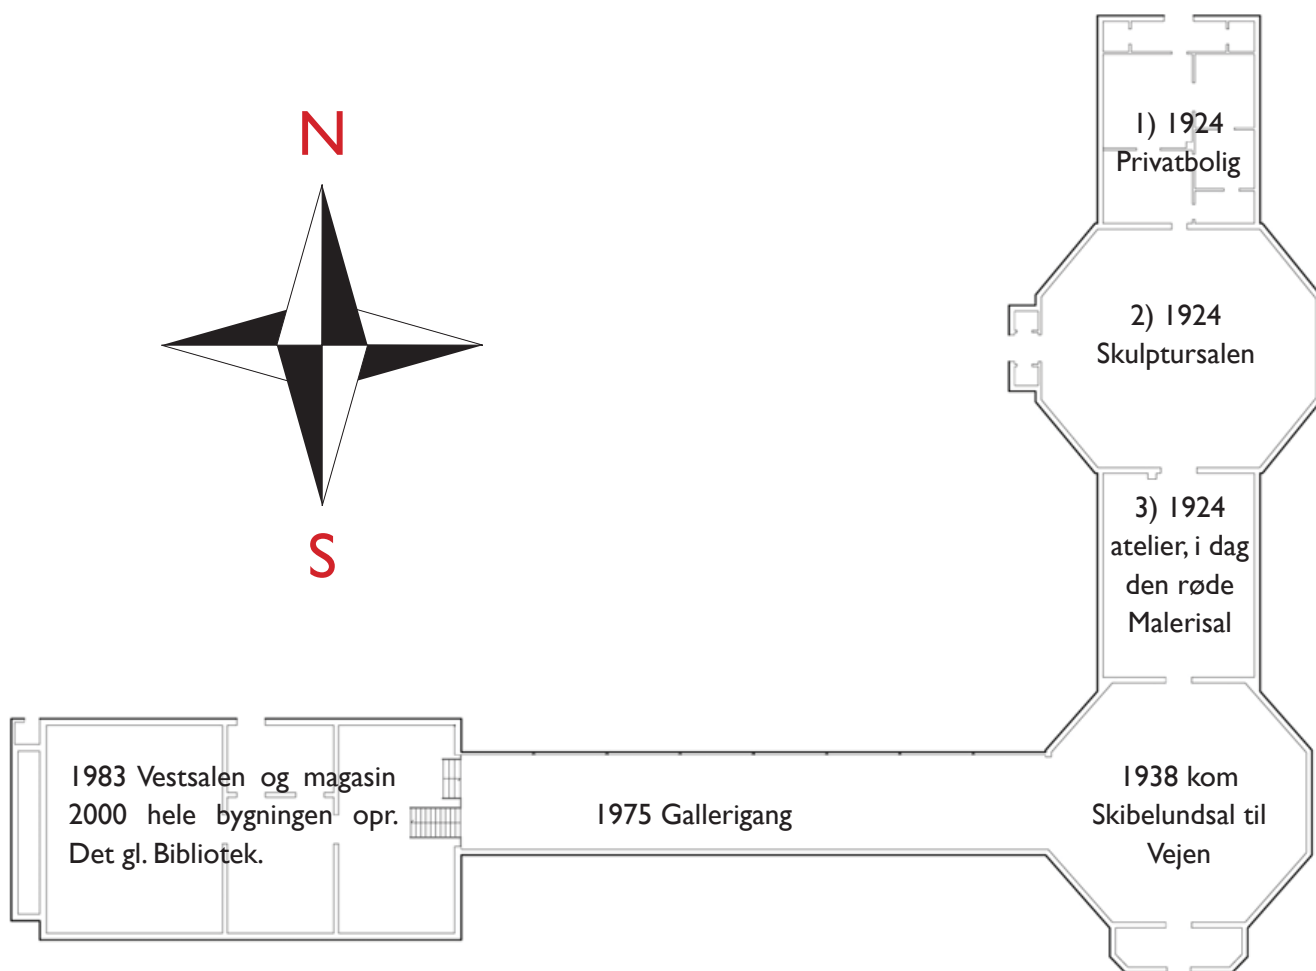 N
S
1) 1924
Privatbolig
2) 1924
Skulptursalen
3) 1924
atelier, i dag
den røde
Malerisal
1983 Vestsalen og magasin
2000 hele bygningen opr.
Det gl. Bibliotek.
1975 Gallerigang
1938 kom
Skibelundsal til
Vejen